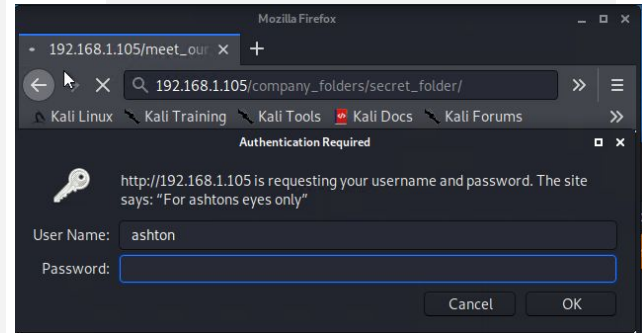 Mozilla Firefox
192.168.1.105/meet_our
192.168.1.105/company_folders/secret_folder/
Kali Linux Kali Training Kali Tools Kali Docs Kali Forums
Authentication Required
http://192.168.1.105 is requesting your username and password. The site
says: “For ashtons eyes only”
User Name: ashton
Password:
Cancel OK